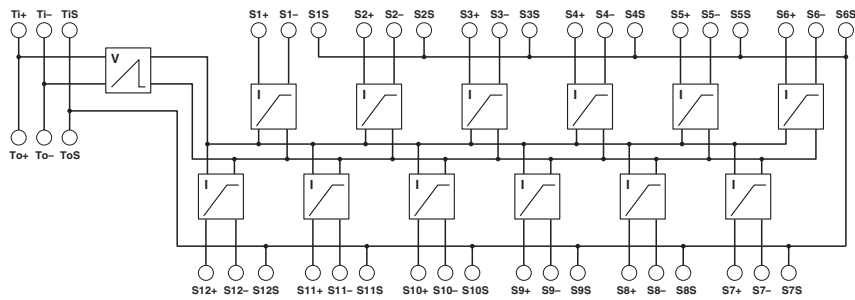 Ti+ Ti– TiS S1+ S1– S1S S2+ S2– S2S S3+ S3– S3S S4+ S4– S4S S5+ S5– S5S S6+ S6– S6S
V
I I I I I I
To+ To– ToS
I I I I I I
S12+ S12– S12S S11+ S11– S11S S10+ S10– S10S S9+ S9– S9S S8+ S8– S8S S7+ S7– S7S